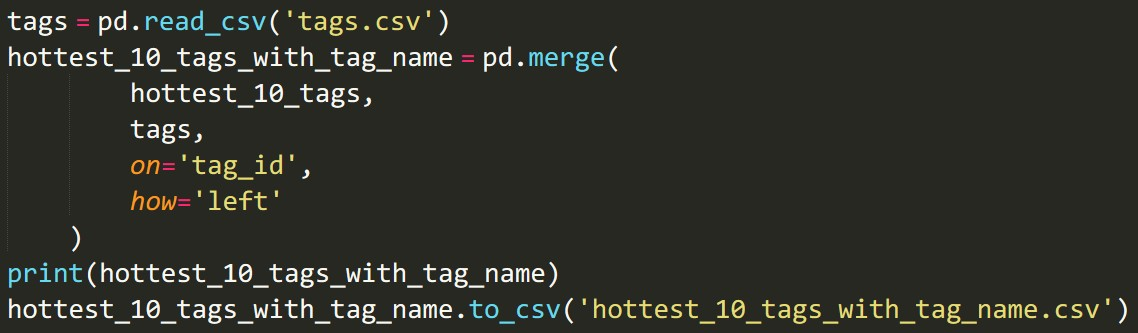 tags = pd.read_csv('tags.csv')
hottest_10_tags_with_tag_name = pd.merge(
        hottest_10_tags,
        tags,
        on='tag_id',
        how='left'
    )
print(hottest_10_tags_with_tag_name)
hottest_10_tags_with_tag_name.to_csv('hottest_10_tags_with_tag_name.csv')